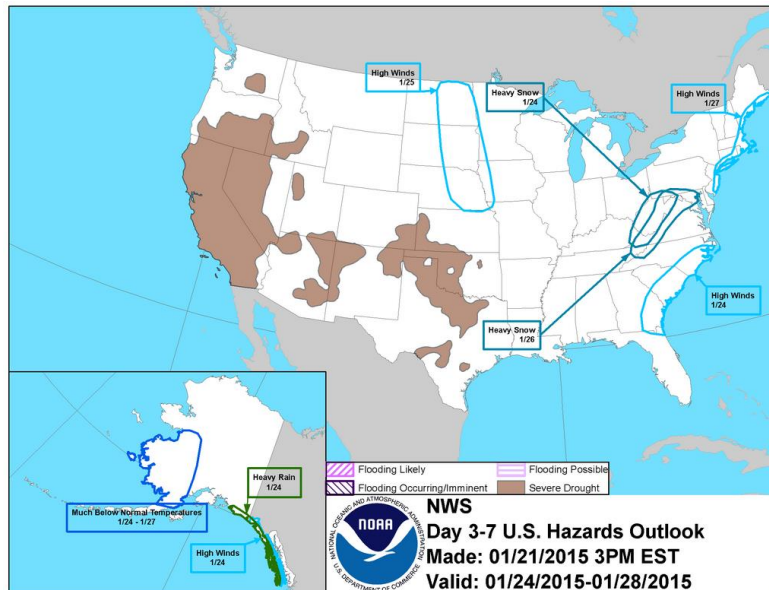 High Winds
1/25
Heavy Snow
1/24
High Winds
1/27
High Winds
1/24
Heavy Snow
1/26
Heavy Rain
1/24
Much Below Normal Temperatures
1/24 - 1/27
High Winds
1/24
Flooding Likely
Flooding Possible
Flooding Occurring/Imminent
Severe Drought
NATIONAL OCEANIC AND ATMOSPHERIC ADMINISTRATION
NOAA
U.S. DEPARTMENT OF COMMERCE
NWS
Day 3-7 U.S. Hazards Outlook
Made: 01/21/2015 3PM EST
Valid: 01/24/2015-01/28/2015